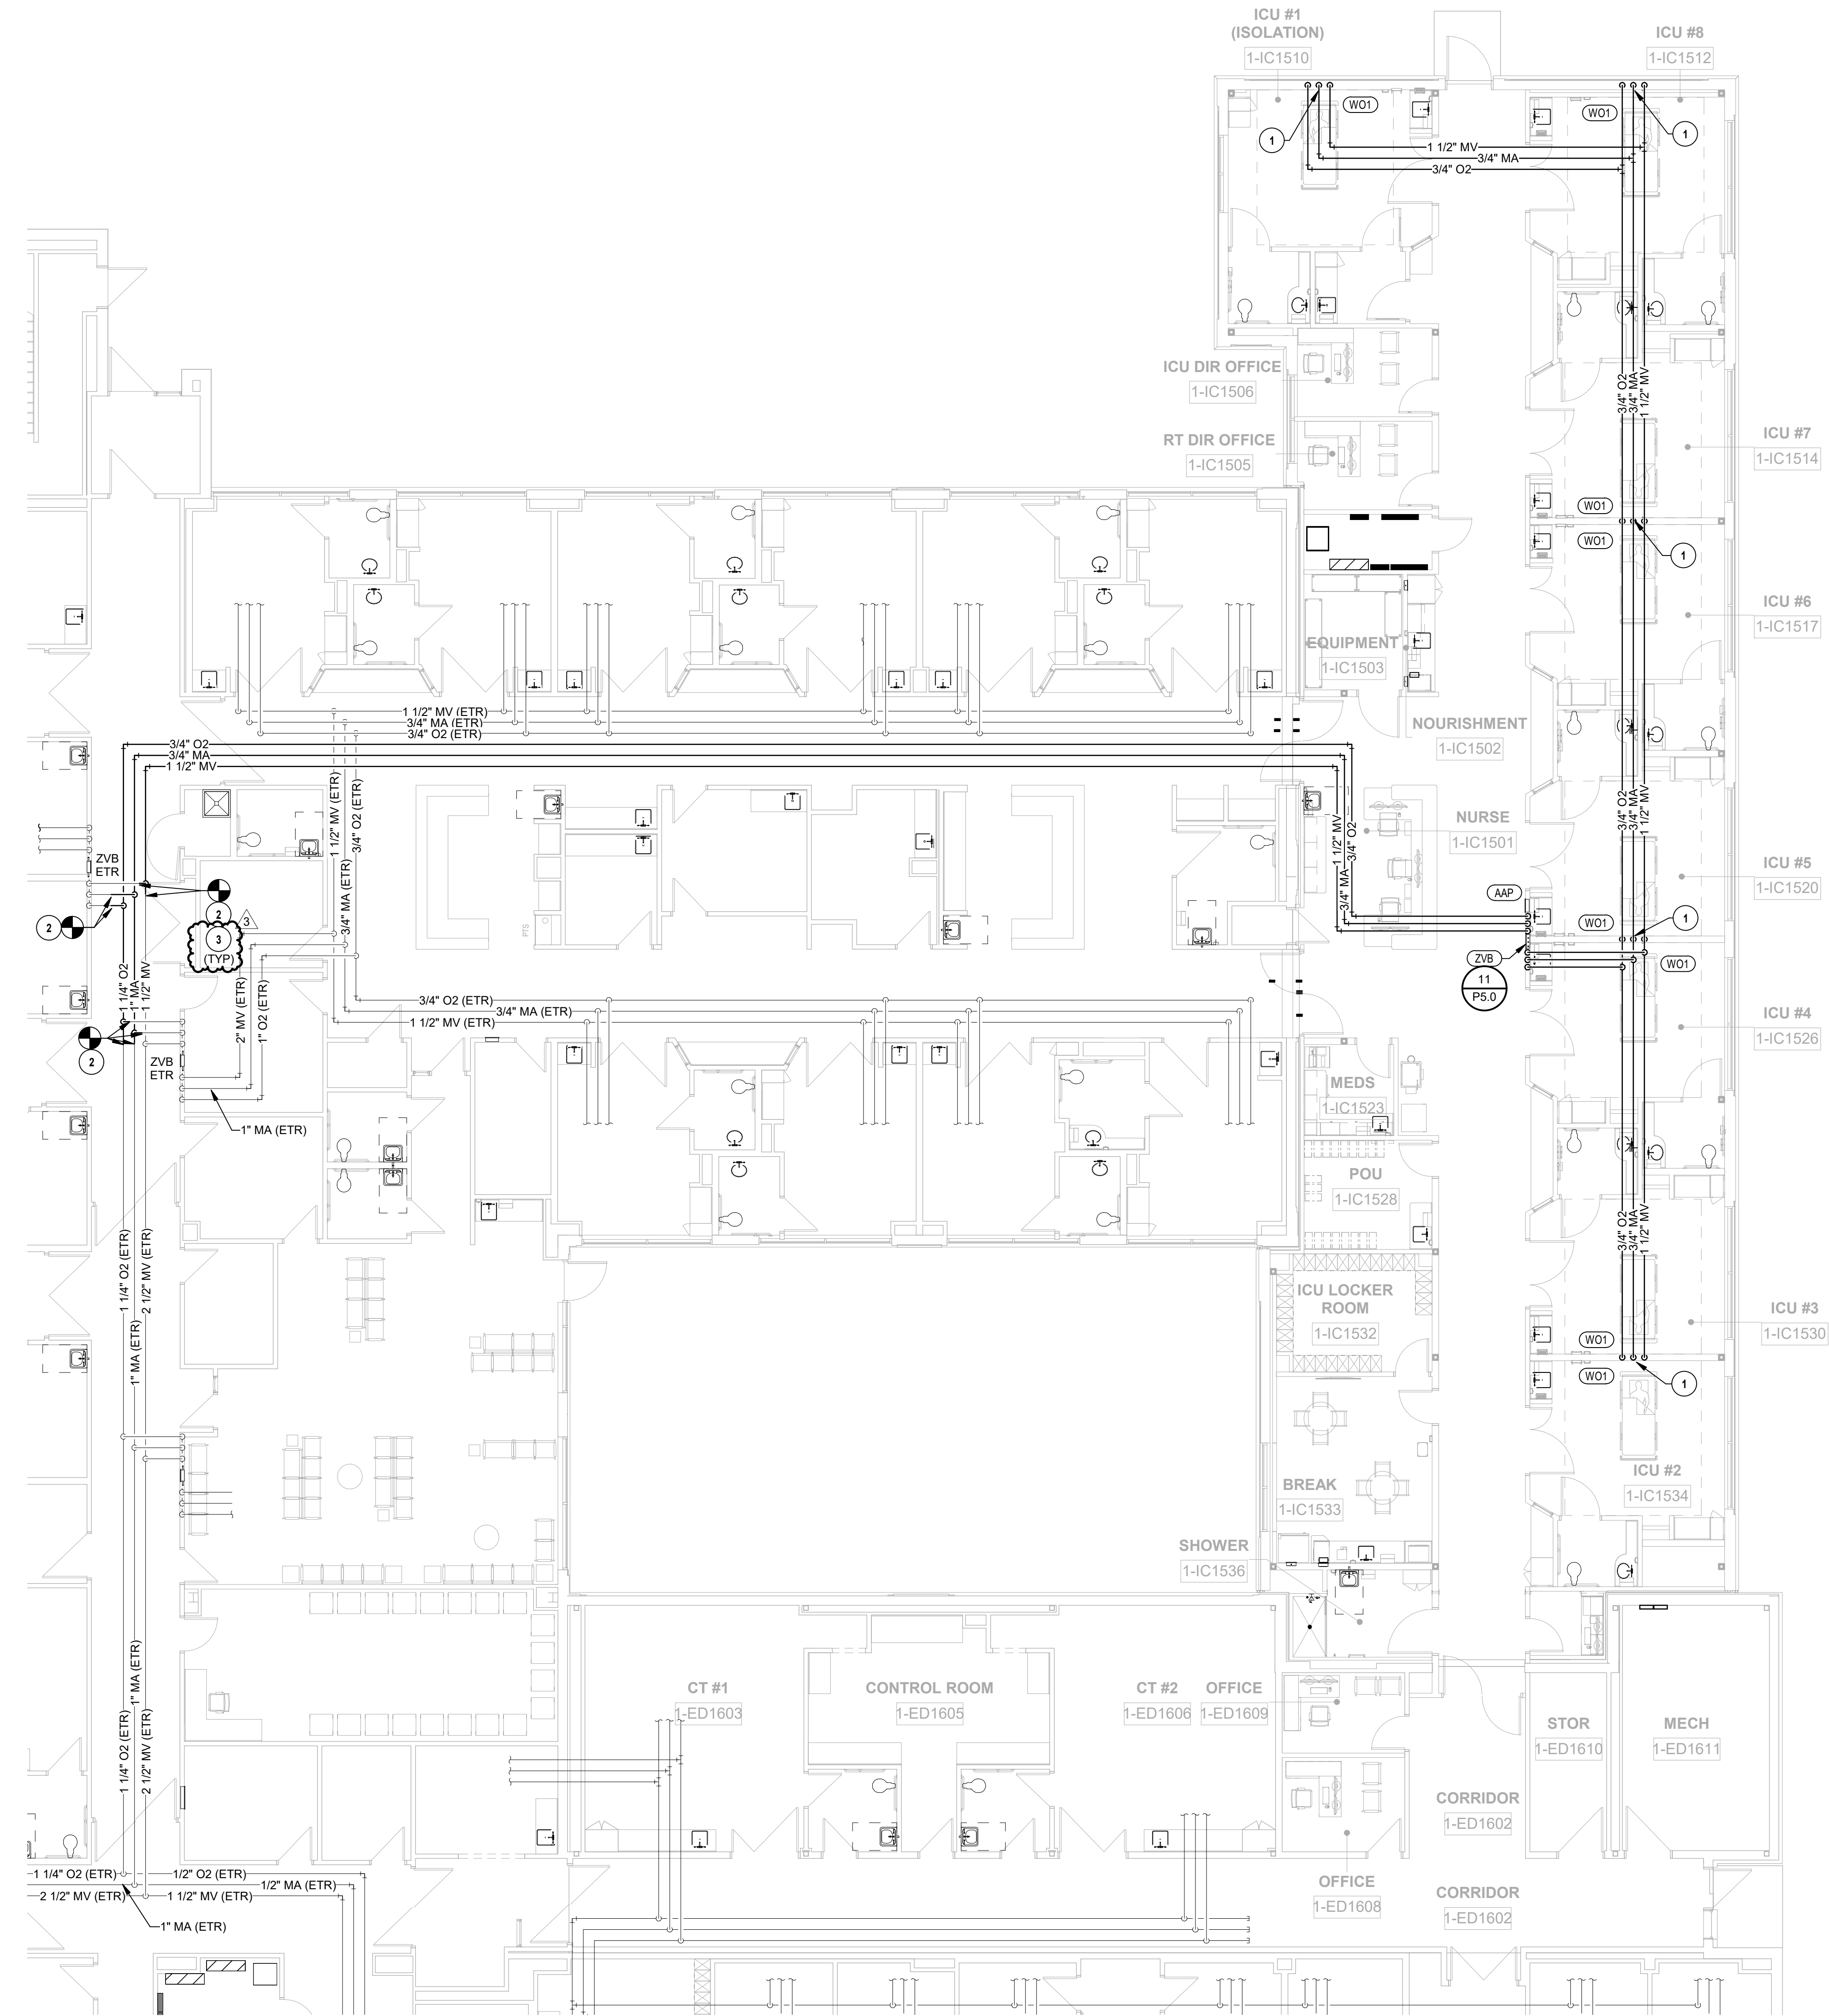 ICU #1
(ISOLATION)
1-IC1510
ICU #8
1-IC1512
WO1
WO1
1
1
1 1/2" MV
3/4" MA
3/4" O2
ICU DIR OFFICE
1-IC1506
3/4" O2
3/4" MA
1 1/2" MV
RT DIR OFFICE
1-IC1505
ICU #7
1-IC1514
WO1
WO1
1
ICU #6
1-IC1517
EQUIPMENT
1-IC1503
1 1/2" MV (ETR)
3/4" MA (ETR)
3/4" O2 (ETR)
NOURISHMENT
1-IC1502
3/4" O2
3/4" MA
1 1/2" MV
1 1/2" MV (ETR)
3/4" MA (ETR)
3/4" O2 (ETR)
3/4" MA
1 1/2" MV
3/4" O2
NURSE
1-IC1501
3/4" O2
3/4" MA
1 1/2" MV
ICU #5
1-IC1520
ZVB
ETR
AAP
WO1
1
2
2
3
3
(TYP)
PTS
ZVB
WO1
11
P5.0
1 1/4" O2
1" MA
1 1/2" MV
2" MV (ETR)
1" O2 (ETR)
3/4" O2 (ETR)
3/4" MA (ETR)
1 1/2" MV (ETR)
ICU #4
1-IC1526
2
ZVB
ETR
MEDS
1-IC1523
1" MA (ETR)
POU
1-IC1528
3/4" O2
3/4" MA
1 1/2" MV
1 1/4" O2 (ETR)
1" MA (ETR)
2 1/2" MV (ETR)
ICU LOCKER
ROOM
1-IC1532
ICU #3
1-IC1530
WO1
WO1
1
BREAK
1-IC1533
ICU #2
1-IC1534
SHOWER
1-IC1536
1 1/4" O2 (ETR)
1" MA (ETR)
2 1/2" MV (ETR)
CT #1
1-ED1603
CONTROL ROOM
1-ED1605
CT #2
1-ED1606
OFFICE
1-ED1609
STOR
1-ED1610
MECH
1-ED1611
CORRIDOR
1-ED1602
1 1/4" O2 (ETR)
1/2" O2 (ETR)
1/2" MA (ETR)
2 1/2" MV (ETR)
1 1/2" MV (ETR)
1" MA (ETR)
OFFICE
1-ED1608
CORRIDOR
1-ED1602